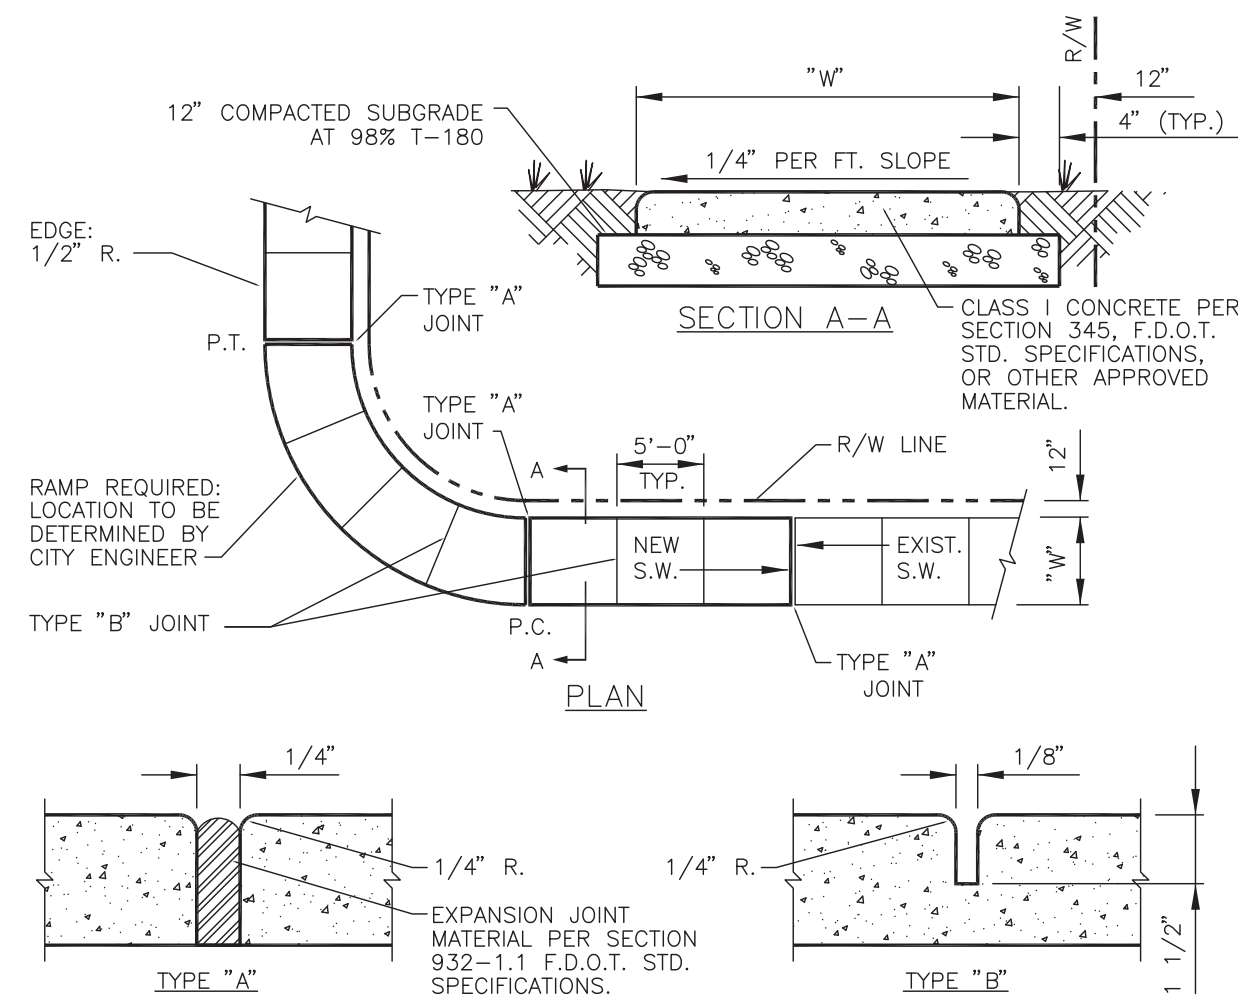 R/W
"W"
12"
12" COMPACTED SUBGRADE
AT 98% T-180
4" (TYP.)
1/4" PER FT. SLOPE
EDGE:
1/2" R.
TYPE "A"
JOINT
SECTION A-A
CLASS I CONCRETE PER
SECTION 345, F.D.O.T.
STD. SPECIFICATIONS,
OR OTHER APPROVED
MATERIAL.
P.T.
TYPE "A"
JOINT
5'-0"
TYP.
R/W LINE
12"
A
RAMP REQUIRED:
LOCATION TO BE
DETERMINED BY
CITY ENGINEER
NEW
S.W.
EXIST.
S.W.
"W"
TYPE "B" JOINT
P.C.
A
TYPE "A"
JOINT
PLAN
1/4"
1/4" R.
EXPANSION JOINT
MATERIAL PER SECTION
932-1.1 F.D.O.T. STD.
SPECIFICATIONS.
TYPE "A"
1/8"
1/4" R.
1 1/2"
TYPE "B"